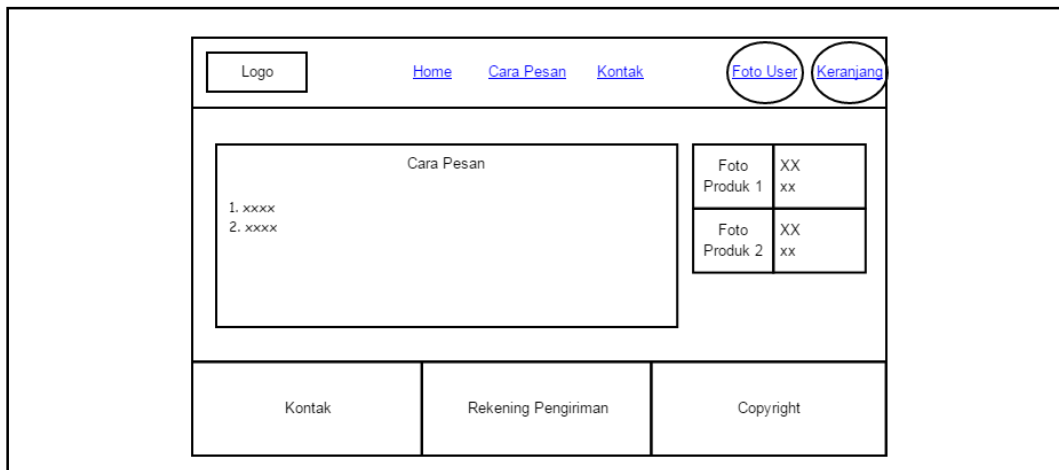 Logo
Home
Cara Pesan
Kontak
Foto User
Keranjang
Cara Pesan
1. xxxx
2. xxxx
Foto
Produk 1
XX
xx
Foto
Produk 2
XX
xx
Kontak
Rekening Pengiriman
Copyright